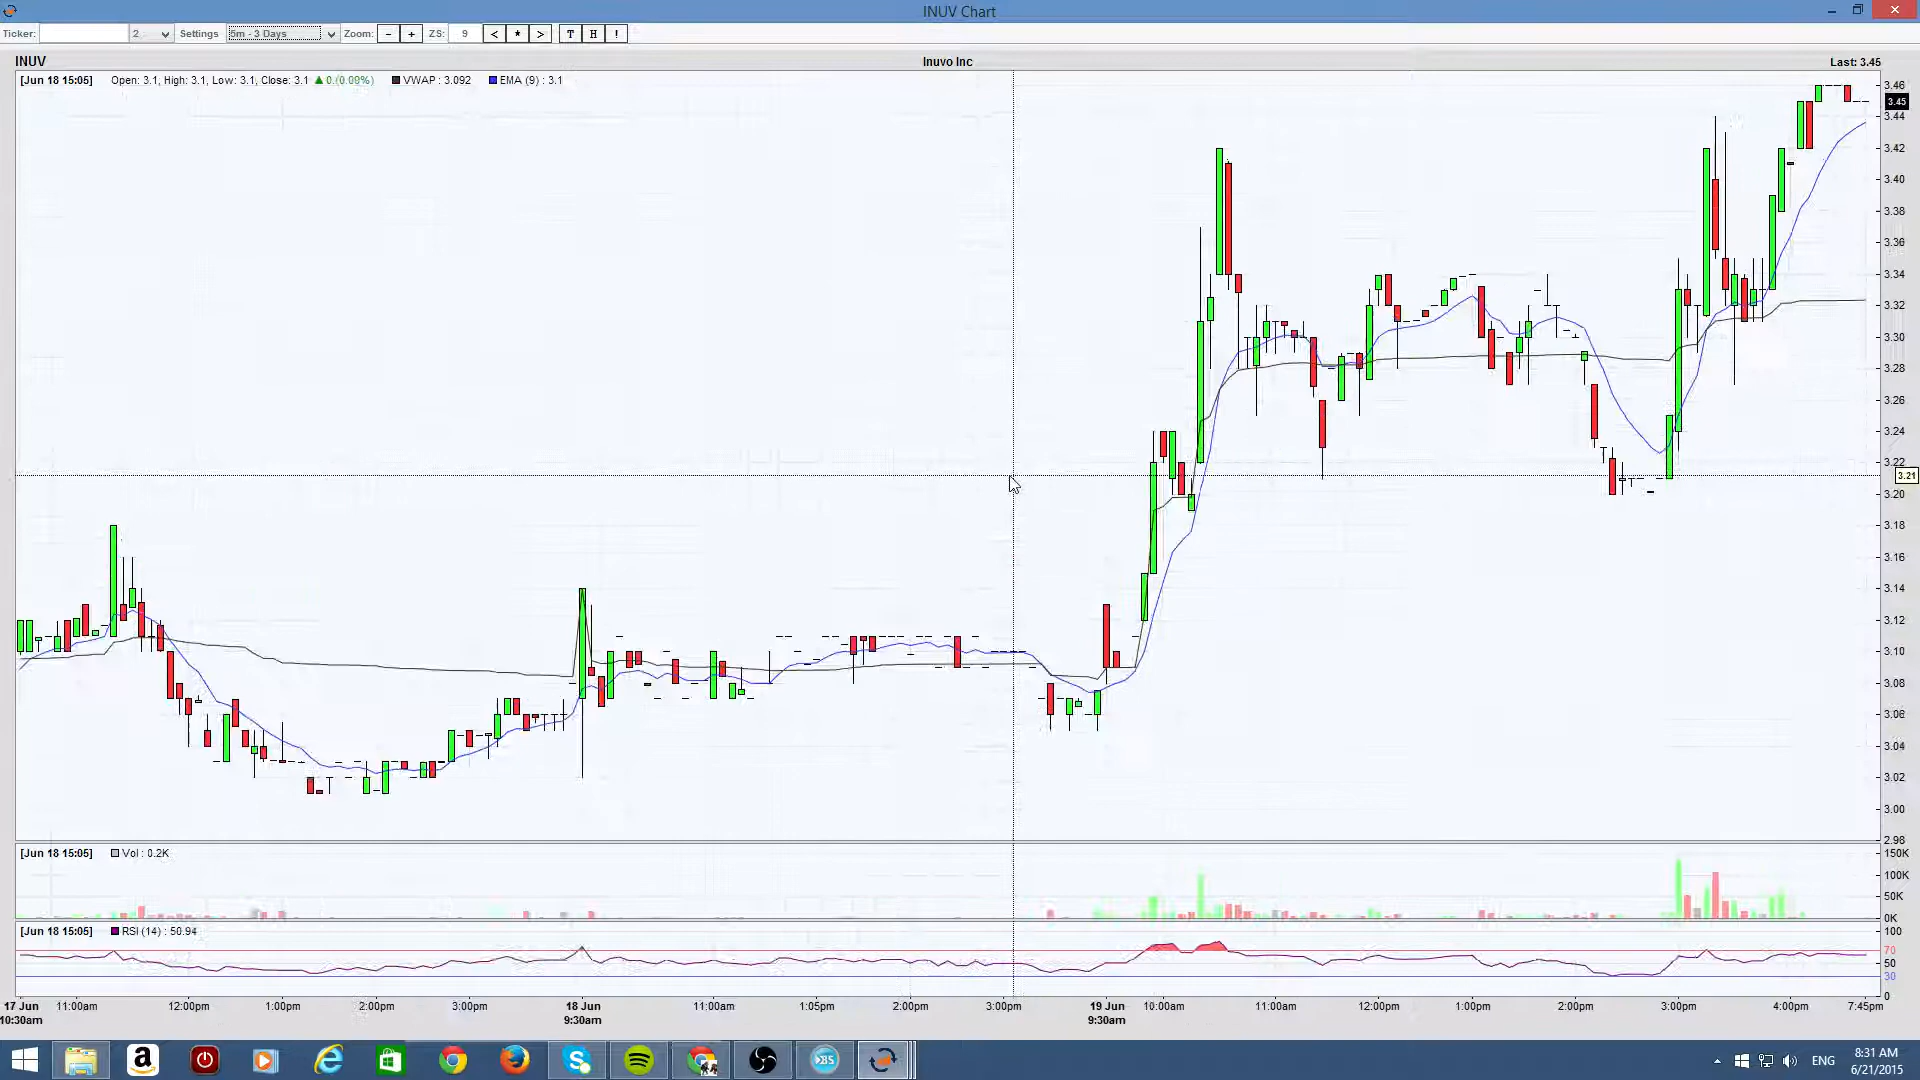 INUV Chart
Ticker: 2 Settings 5m - 3 Days Zoom: - + ZS: 9 < * > T H !
INUV Inuvo Inc Last: 3.45
[Jun 18 15:05] Open: 3.1, High: 3.1, Low: 3.1, Close: 3.1 ▲ 0 (0.00%) VWAP : 3.092 EMA (9) : 3.1
3.46
3.45
3.44
3.42
3.40
3.38
3.36
3.34
3.32
3.30
3.28
3.26
3.24
3.22
3.21
3.20
3.18
3.16
3.14
3.12
3.10
3.08
3.06
3.04
3.02
3.00
2.98
[Jun 18 15:05] Vol : 0.2K
150K
100K
50K
0K
[Jun 18 15:05] RSI (14) : 50.94
100
70
50
30
0
17 Jun 11:00am 12:00pm 1:00pm 2:00pm 3:00pm 18 Jun 11:00am 1:05pm 2:00pm 3:00pm 19 Jun 10:00am 11:00am 12:00pm 1:00pm 2:00pm 3:00pm 4:00pm 7:45pm
10:30am 9:30am 9:30am
a S BS ENG
8:31 AM
6/21/2015